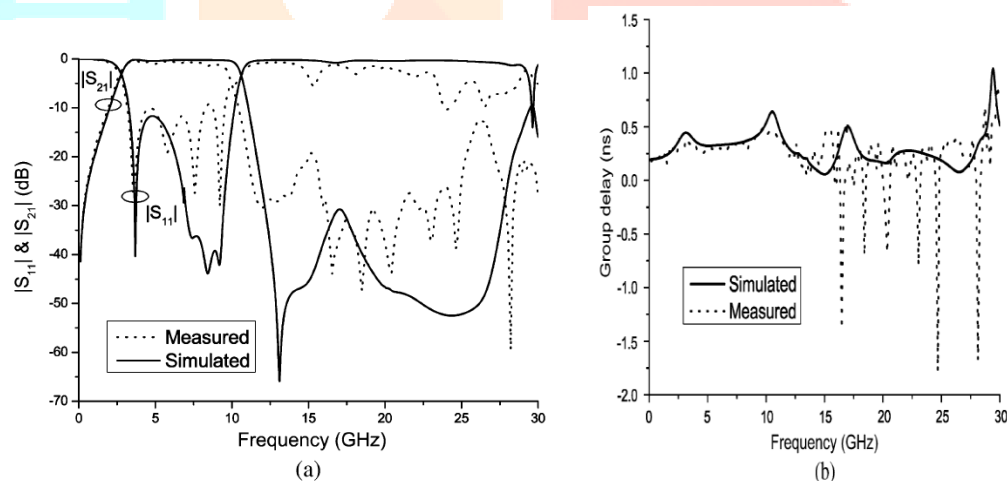 0
-10
-20
-30
-40
-50
-60
-70
|S11| & |S21| (dB)
|S21|
|S11|
Measured
Simulated
0 5 10 15 20 25 30
Frequency (GHz)
(a)
1.5
1.0
0.5
0.0
-0.5
-1.0
-1.5
-2.0
Group delay (ns)
Simulated
Measured
0 5 10 15 20 25 30
Frequency (GHz)
(b)